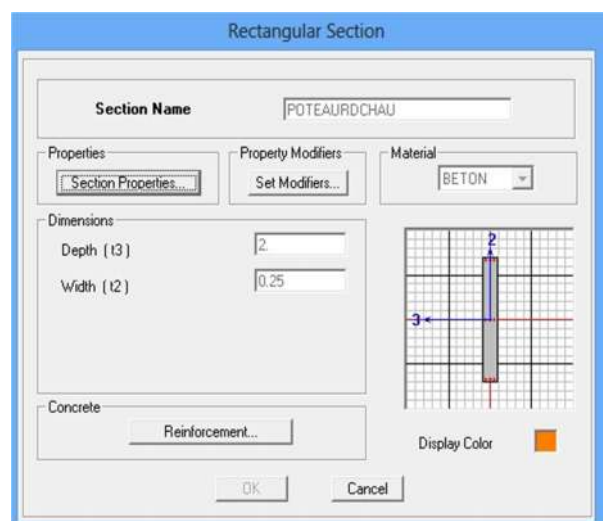 Rectangular Section
Section Name POTEAURDCHAU
Properties Property Modifiers Material
Section Properties... Set Modifiers... BETON
Dimensions
Depth ( t3 ) 2.
Width ( t2 ) 0.25
2
3
Concrete
Reinforcement...
Display Color
OK Cancel